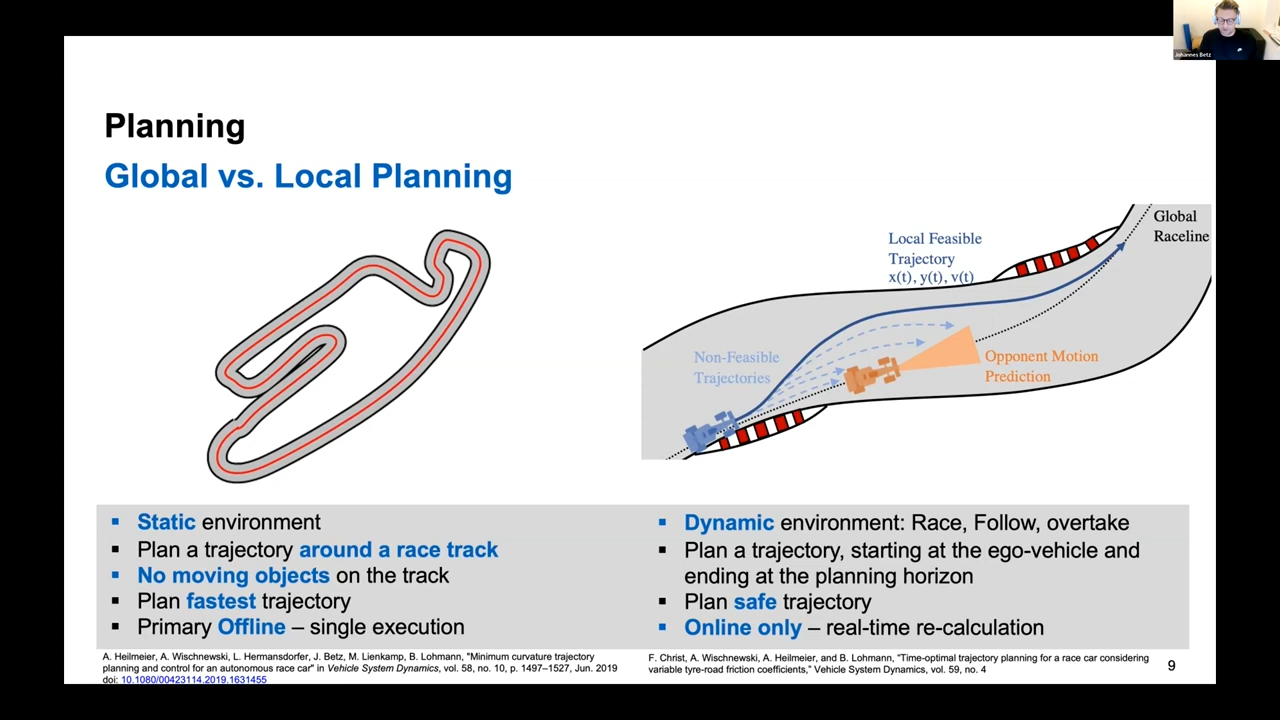 Johannes Betz
Planning
Global vs. Local Planning
Global
Raceline
Local Feasible
Trajectory
x(t), y(t), v(t)
Non-Feasible
Trajectories
Opponent Motion
Prediction
▪ Static environment
▪ Plan a trajectory around a race track
▪ No moving objects on the track
▪ Plan fastest trajectory
▪ Primary Offline – single execution
▪ Dynamic environment: Race, Follow, overtake
▪ Plan a trajectory, starting at the ego-vehicle and
ending at the planning horizon
▪ Plan safe trajectory
▪ Online only – real-time re-calculation
A. Heilmeier, A. Wischnewski, L. Hermansdorfer, J. Betz, M. Lienkamp, B. Lohmann, "Minimum curvature trajectory
planning and control for an autonomous race car" in Vehicle System Dynamics, vol. 58, no. 10, p. 1497–1527, Jun. 2019
doi: 10.1080/00423114.2019.1631455
F. Christ, A. Wischnewski, A. Heilmeier, and B. Lohmann, “Time-optimal trajectory planning for a race car considering
variable tyre-road friction coefficients,” Vehicle System Dynamics, vol. 59, no. 4
9